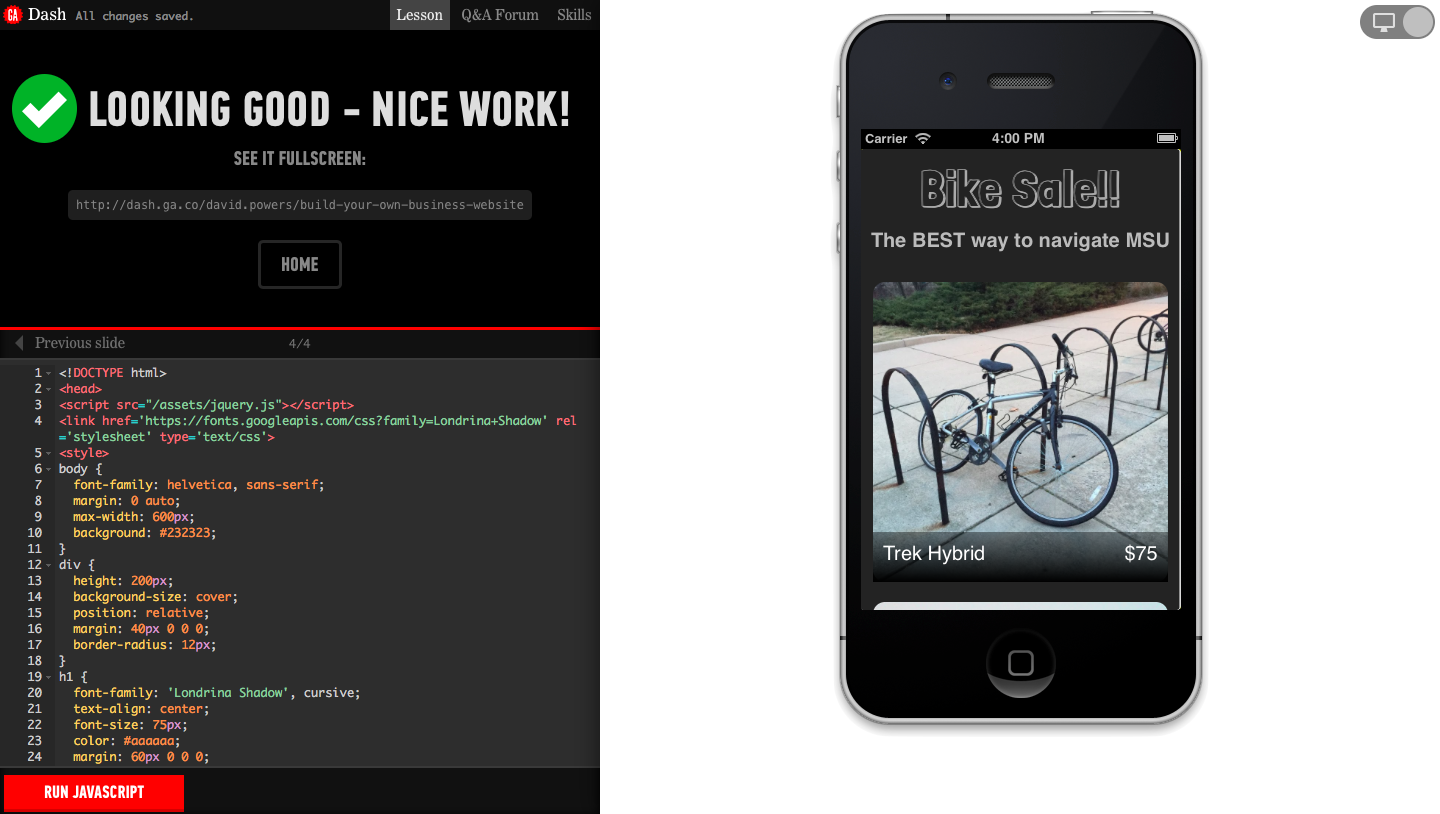 GA Dash All changes saved. Lesson Q&A Forum Skills
LOOKING GOOD - NICE WORK!
SEE IT FULLSCREEN:
http://dash.ga.co/david.powers/build-your-own-business-website
HOME
Previous slide 4/4
1 <!DOCTYPE html>
2 <head>
3 <script src="/assets/jquery.js"></script>
4 <link href='https://fonts.googleapis.com/css?family=Londrina+Shadow' rel
='stylesheet' type='text/css'>
5 <style>
6 body {
7 font-family: helvetica, sans-serif;
8 margin: 0 auto;
9 max-width: 600px;
10 background: #232323;
11 }
12 div {
13 height: 200px;
14 background-size: cover;
15 position: relative;
16 margin: 40px 0 0 0;
17 border-radius: 12px;
18 }
19 h1 {
20 font-family: 'Londrina Shadow', cursive;
21 text-align: center;
22 font-size: 75px;
23 color: #aaaaaa;
24 margin: 60px 0 0 0;
RUN JAVASCRIPT
Carrier 4:00 PM
Bike Sale!!
The BEST way to navigate MSU
Trek Hybrid $75